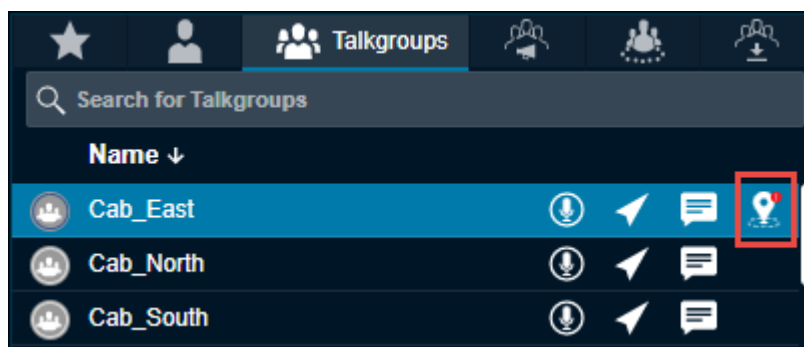 Talkgroups
Search for Talkgroups
Name ↓
Cab_East
Cab_North
Cab_South